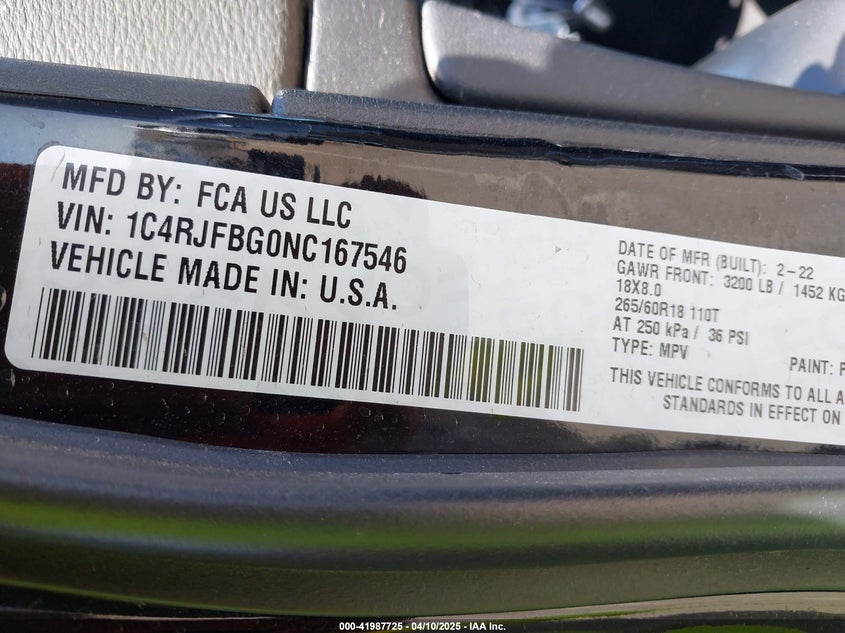 MFD BY: FCA US LLC
VIN: 1C4RJFBG0NC167546
VEHICLE MADE IN: U.S.A.
DATE OF MFR (BUILT): 2-22
GAWR FRONT: 3200 LB / 1452 KG
18X8.0
265/60R18 110T
AT 250 kPa / 36 PSI
TYPE: MPV
PAINT: P
THIS VEHICLE CONFORMS TO ALL A
STANDARDS IN EFFECT ON
000-41987725 - 04/10/2025 - IAA Inc.